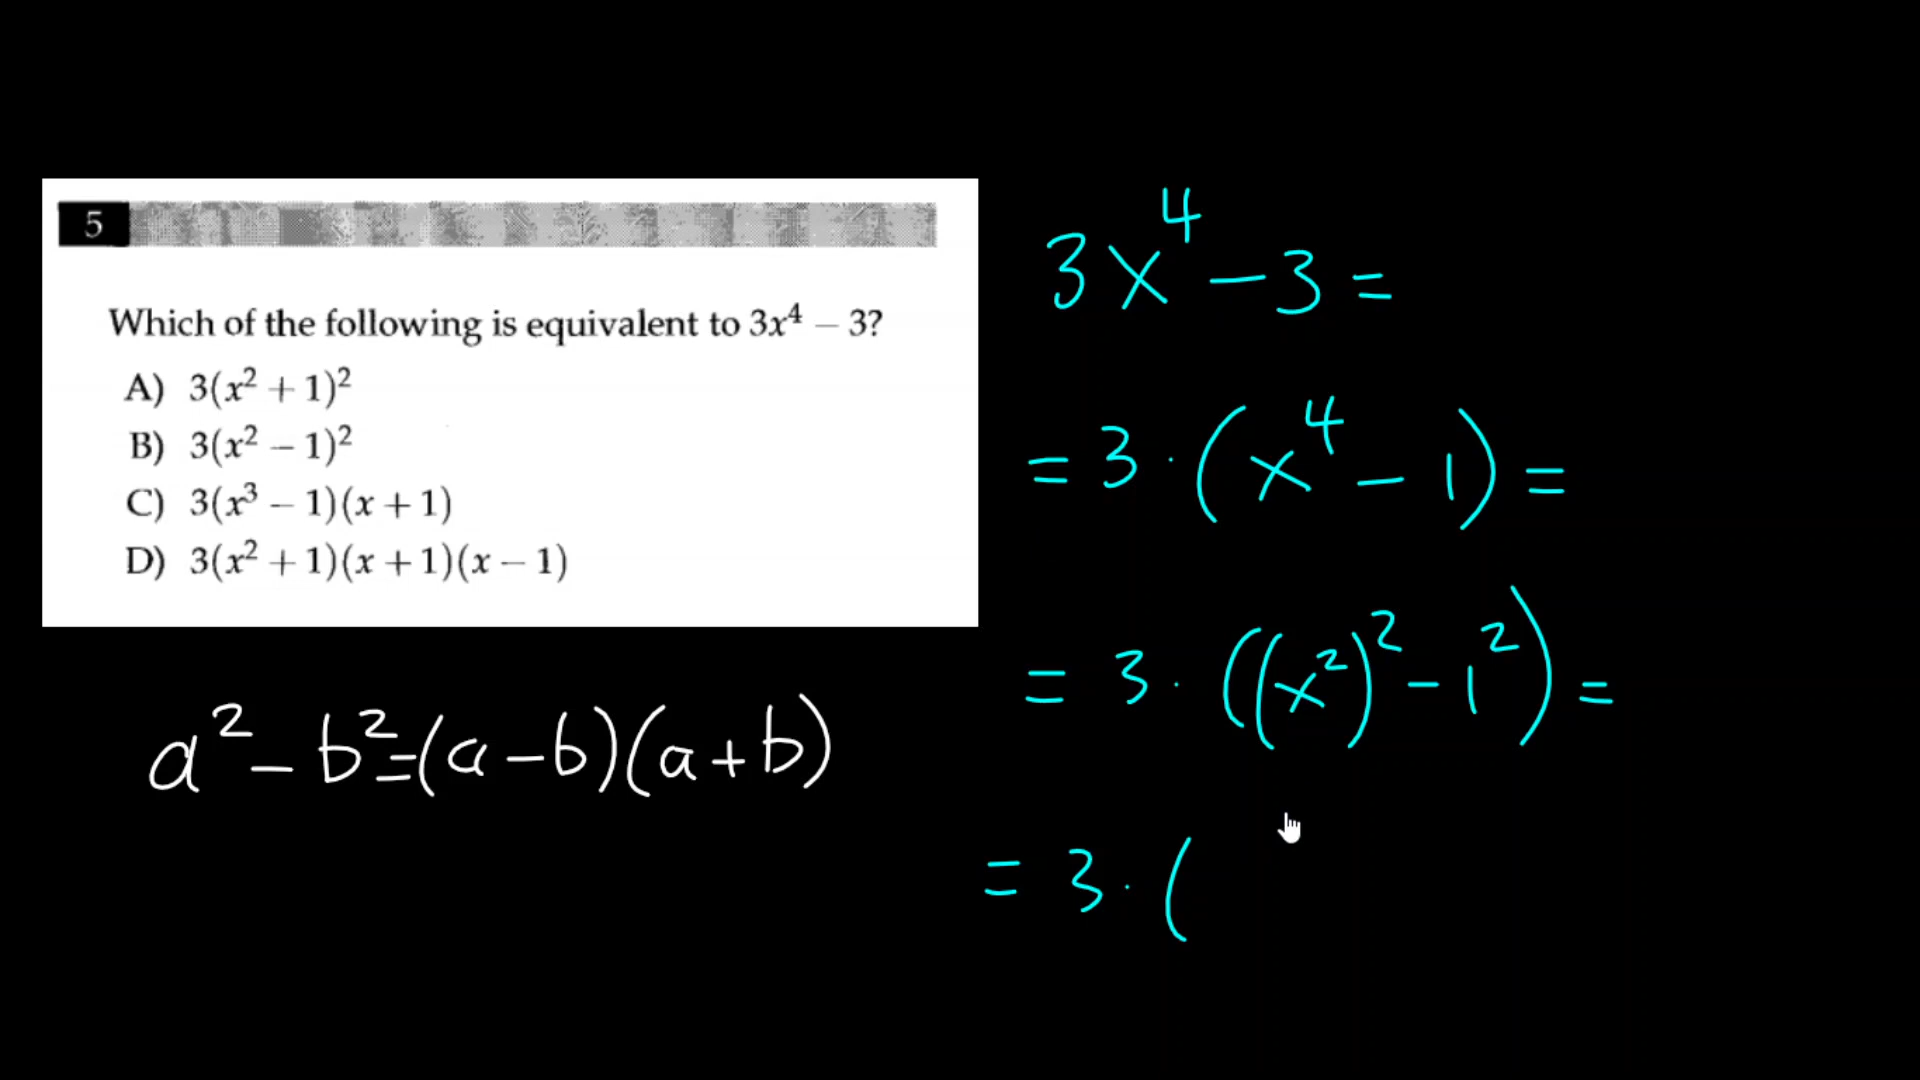 5
Which of the following is equivalent to 3x⁴ – 3?
A) 3(x² + 1)²
B) 3(x² – 1)²
C) 3(x³ – 1)(x + 1)
D) 3(x² + 1)(x + 1)(x – 1)
a² – b² = (a – b)(a + b)
3x⁴ – 3 =
= 3 · (x⁴ – 1) =
= 3 · ((x²)² – 1²) =
= 3 · (